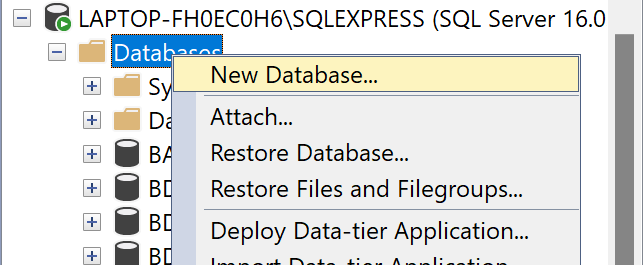 LAPTOP-FH0EC0H6\SQLEXPRESS (SQL Server 16.0
Databases
New Database...
Sy
Attach...
Da
Restore Database...
BA
Restore Files and Filegroups...
BD
BD
Deploy Data-tier Application...
BD
Import Data-tier Application